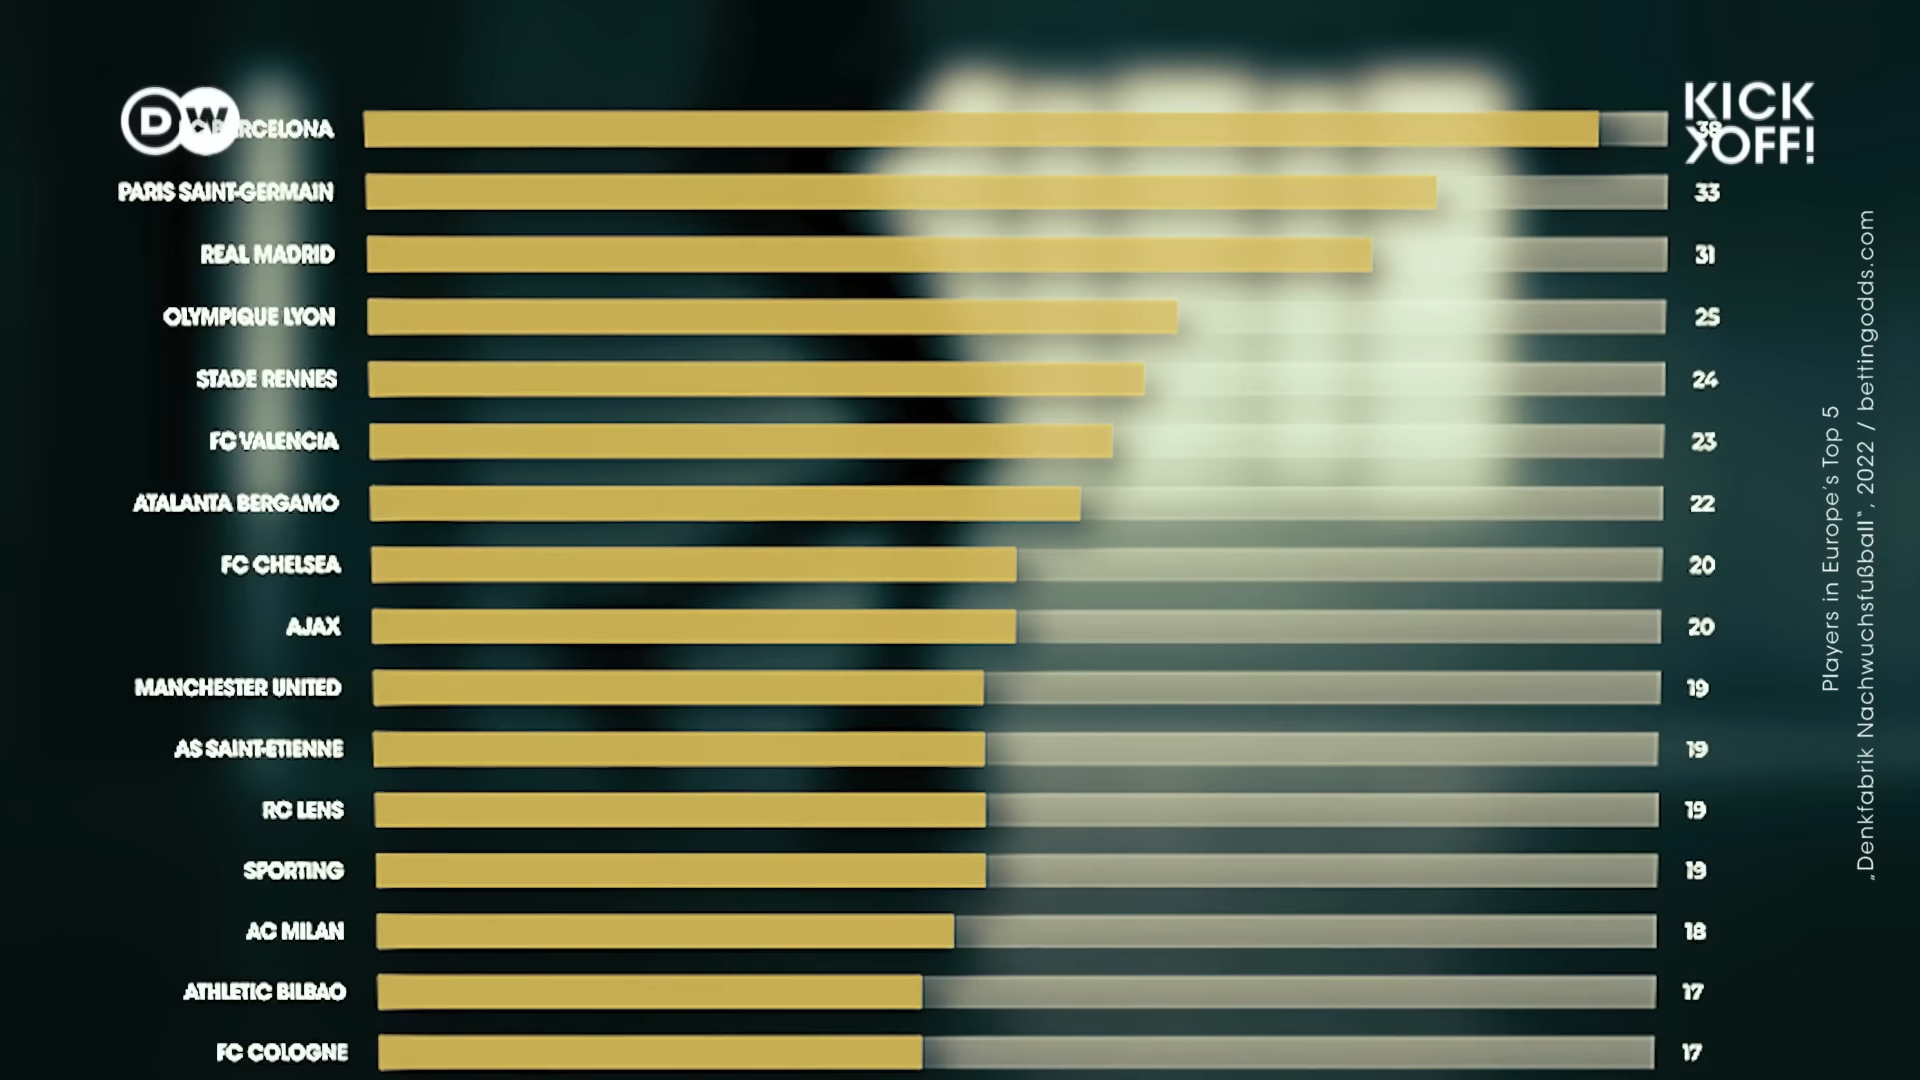 DW
KICK
OFF!
BARCELONA 38
PARIS SAINT-GERMAIN 33
REAL MADRID 31
OLYMPIQUE LYON 25
STADE RENNES 24
FC VALENCIA 23
ATALANTA BERGAMO 22
FC CHELSEA 20
AJAX 20
MANCHESTER UNITED 19
AS SAINT-ETIENNE 19
RC LENS 19
SPORTING 19
AC MILAN 18
ATHLETIC BILBAO 17
FC COLOGNE 17
Players in Europe's Top 5
„Denkfabrik Nachwuchsfußball“, 2022 / bettingodds.com